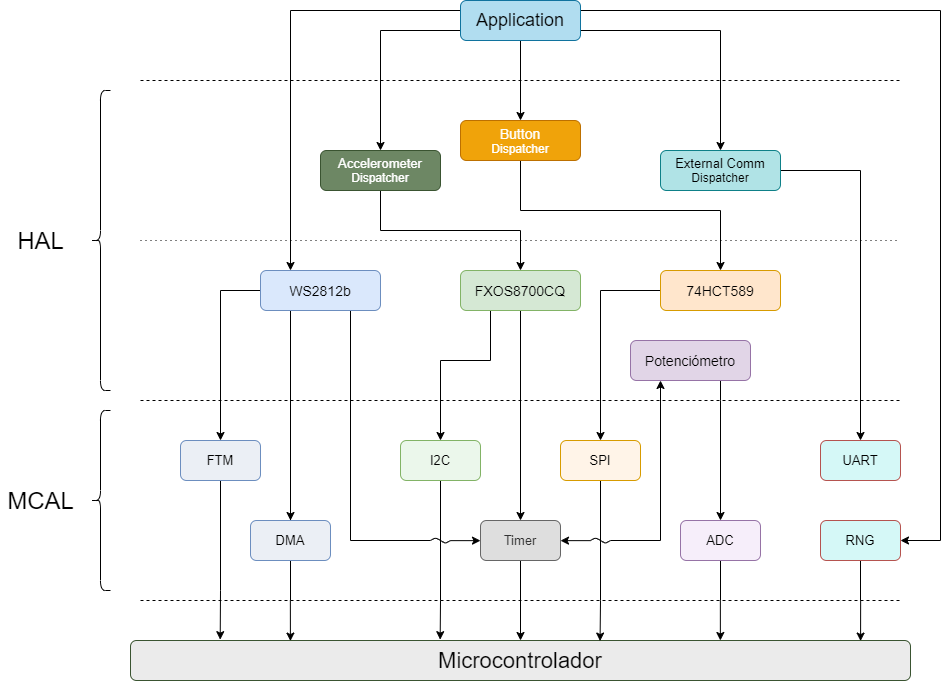 Application
Button
Dispatcher
Accelerometer
Dispatcher
External Comm
Dispatcher
HAL
WS2812b
FXOS8700CQ
74HCT589
Potenciómetro
FTM
I2C
SPI
UART
MCAL
DMA
Timer
ADC
RNG
Microcontrolador